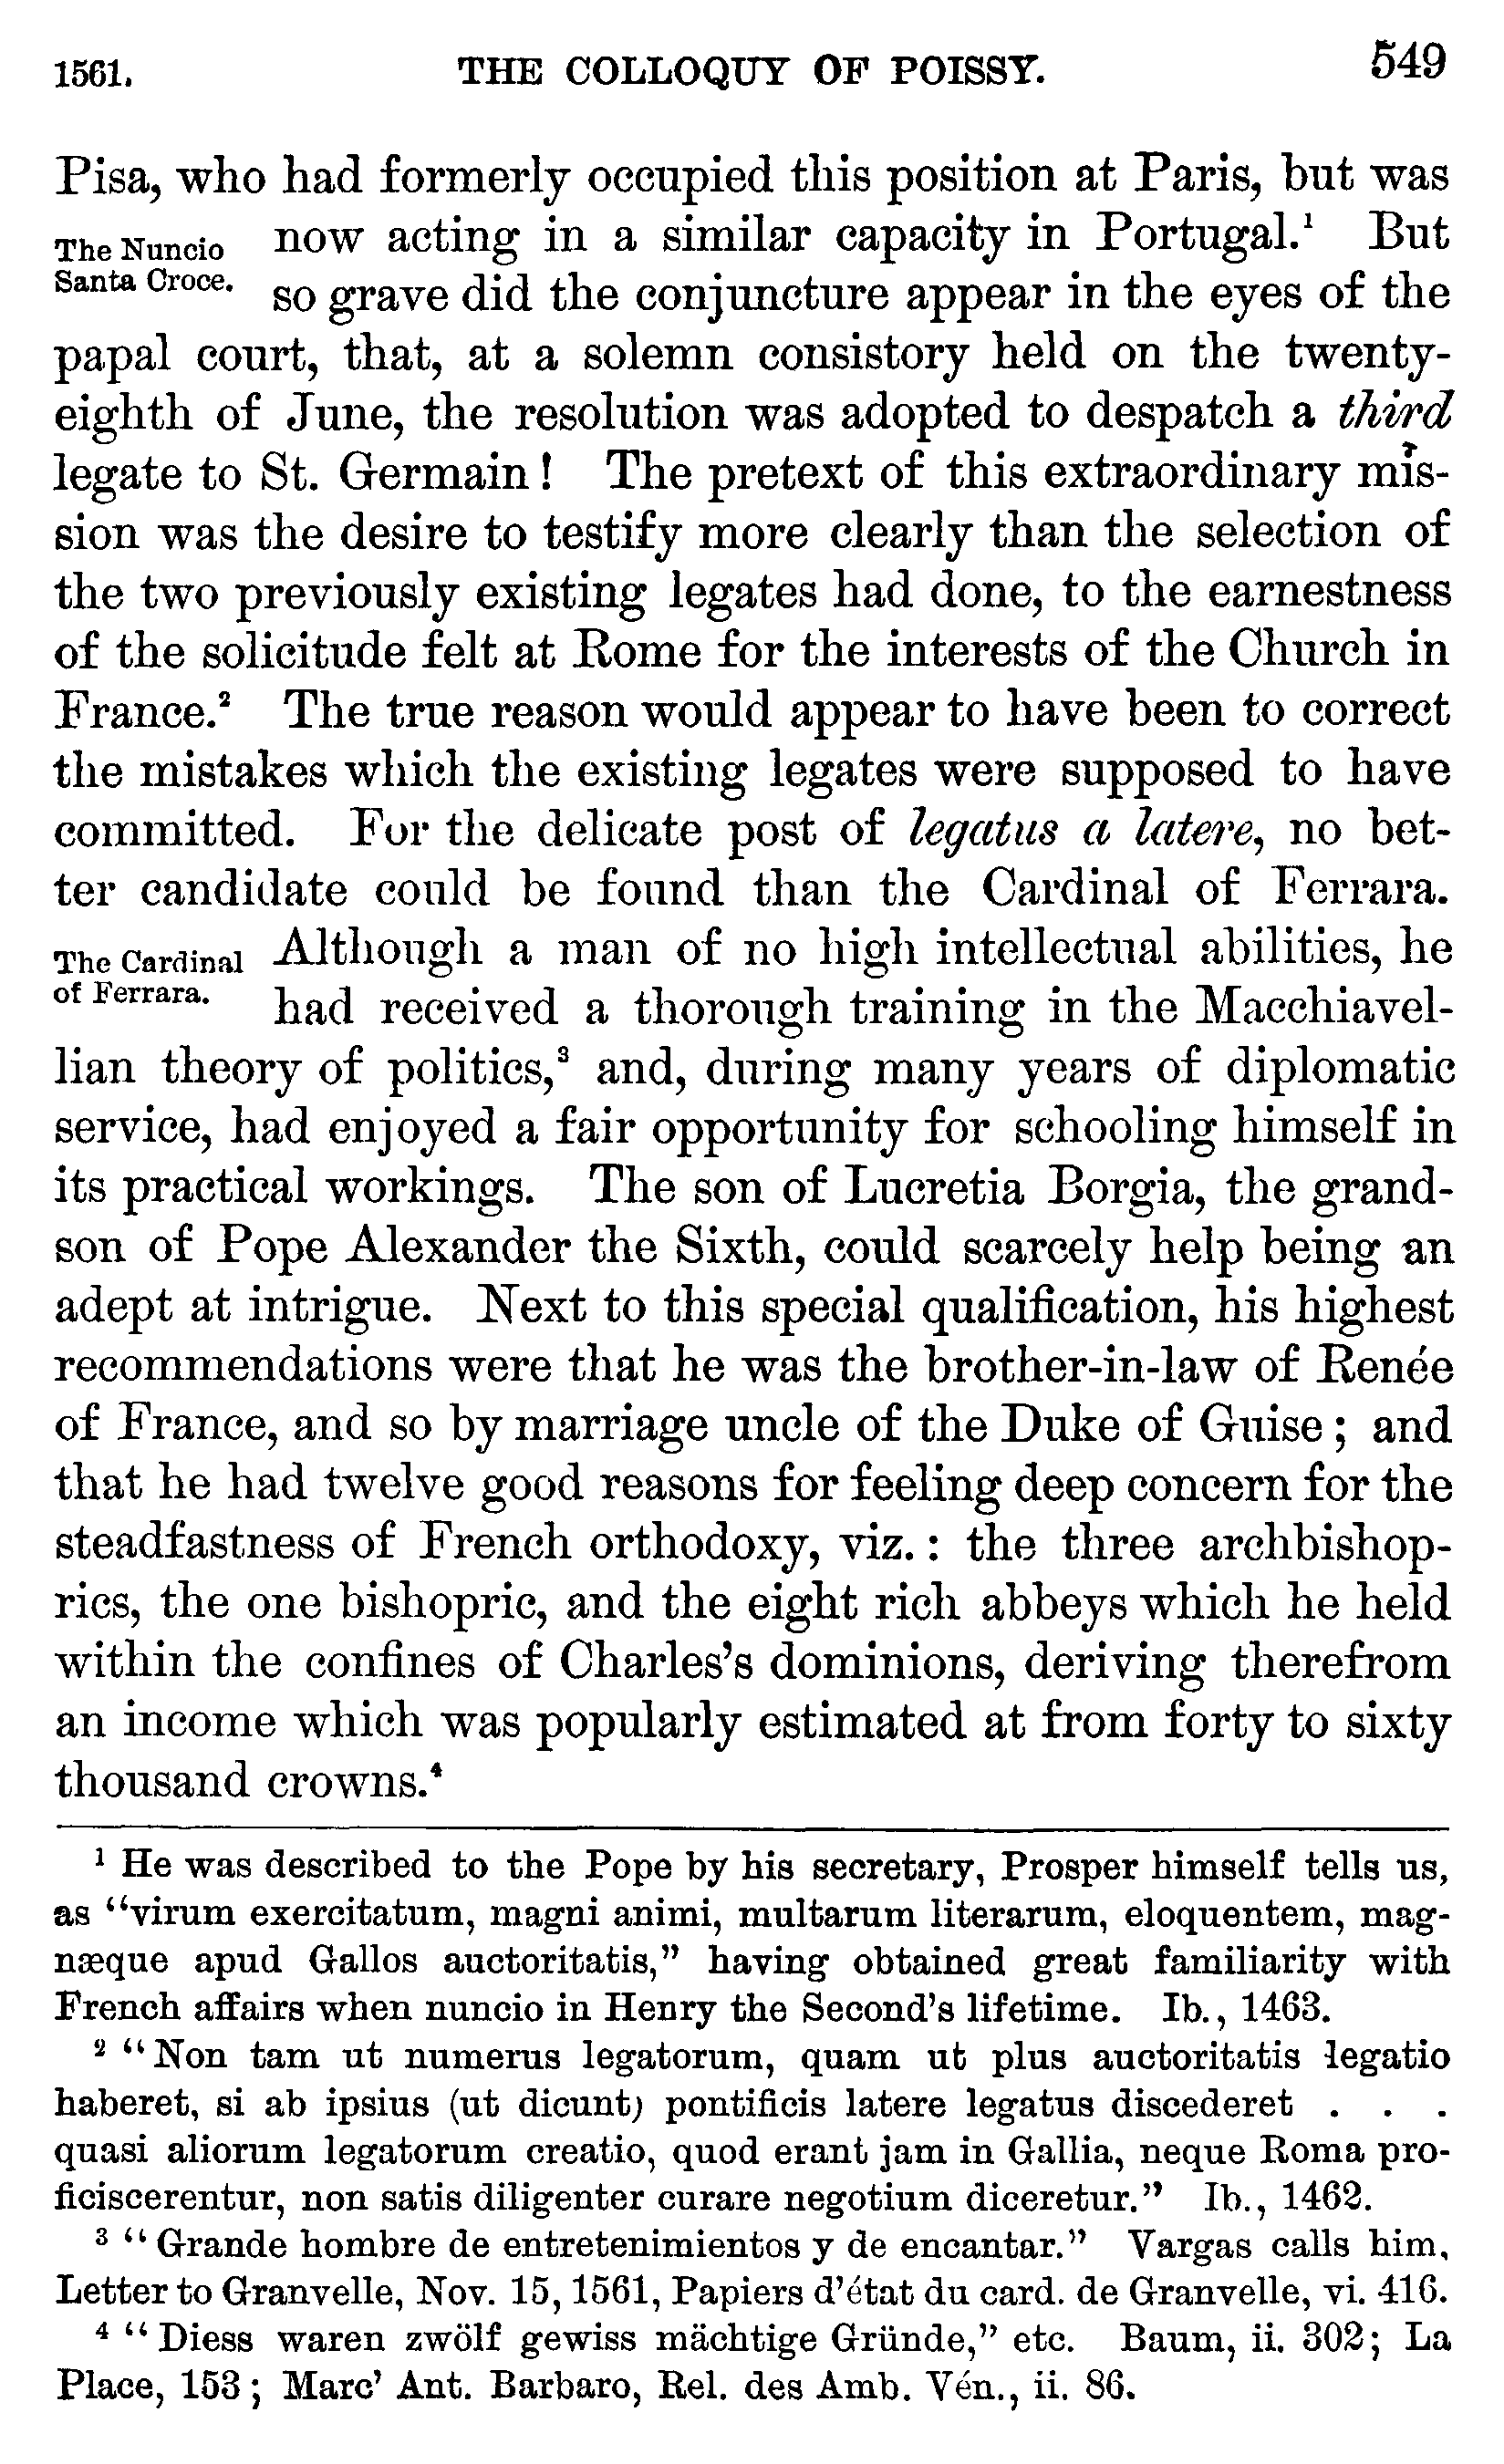 1561. THE COLLOQUY OF POISSY. 549
Pisa, who had formerly occupied this position at Paris, but was
The Nuncio
Santa Croce.
now acting in a similar capacity in Portugal.¹ But
so grave did the conjuncture appear in the eyes of the
papal court, that, at a solemn consistory held on the twenty-
eighth of June, the resolution was adopted to despatch a third
legate to St. Germain! The pretext of this extraordinary mis-
sion was the desire to testify more clearly than the selection of
the two previously existing legates had done, to the earnestness
of the solicitude felt at Rome for the interests of the Church in
France.² The true reason would appear to have been to correct
the mistakes which the existing legates were supposed to have
committed. For the delicate post of legatus a latere, no bet-
ter candidate could be found than the Cardinal of Ferrara.
The Cardinal
of Ferrara.
Although a man of no high intellectual abilities, he
had received a thorough training in the Macchiavel-
lian theory of politics,³ and, during many years of diplomatic
service, had enjoyed a fair opportunity for schooling himself in
its practical workings. The son of Lucretia Borgia, the grand-
son of Pope Alexander the Sixth, could scarcely help being an
adept at intrigue. Next to this special qualification, his highest
recommendations were that he was the brother-in-law of Renée
of France, and so by marriage uncle of the Duke of Guise; and
that he had twelve good reasons for feeling deep concern for the
steadfastness of French orthodoxy, viz.: the three archbishop-
rics, the one bishopric, and the eight rich abbeys which he held
within the confines of Charles's dominions, deriving therefrom
an income which was popularly estimated at from forty to sixty
thousand crowns.⁴
¹ He was described to the Pope by his secretary, Prosper himself tells us,
as "virum exercitatum, magni animi, multarum literarum, eloquentem, mag-
næque apud Gallos auctoritatis," having obtained great familiarity with
French affairs when nuncio in Henry the Second's lifetime. Ib., 1463.
² "Non tam ut numerus legatorum, quam ut plus auctoritatis legatio
haberet, si ab ipsius (ut dicunt) pontificis latere legatus discederet . . .
quasi aliorum legatorum creatio, quod erant jam in Gallia, neque Roma pro-
ficiscerentur, non satis diligenter curare negotium diceretur." Ib., 1462.
³ "Grande hombre de entretenimientos y de encantar." Vargas calls him,
Letter to Granvelle, Nov. 15, 1561, Papiers d'état du card. de Granvelle, vi. 416.
⁴ "Diess waren zwölf gewiss mächtige Gründe," etc. Baum, ii. 302; La
Place, 153; Marc' Ant. Barbaro, Rel. des Amb. Vén., ii. 86.